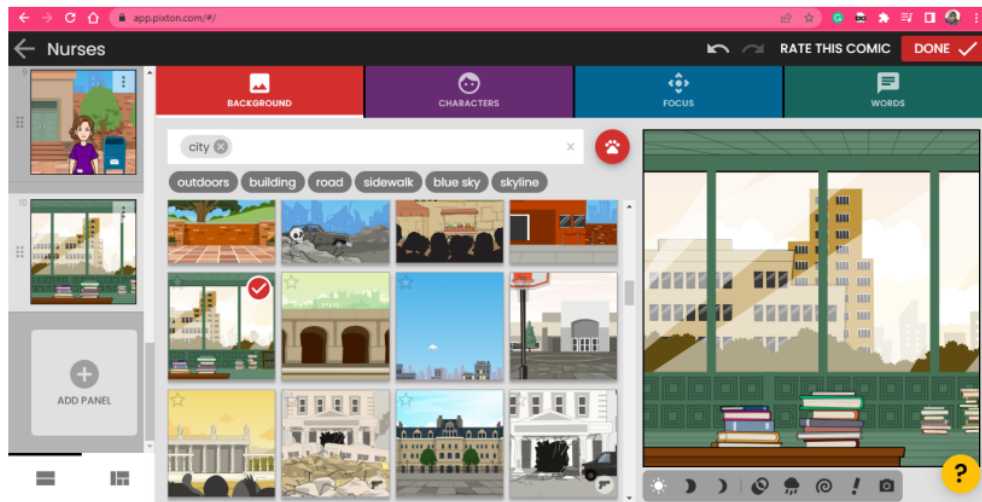 app.pixton.com/#/
Nurses
RATE THIS COMIC
DONE
9
BACKGROUND
CHARACTERS
FOCUS
WORDS
city
outdoors
building
road
sidewalk
blue sky
skyline
10
ADD PANEL
?